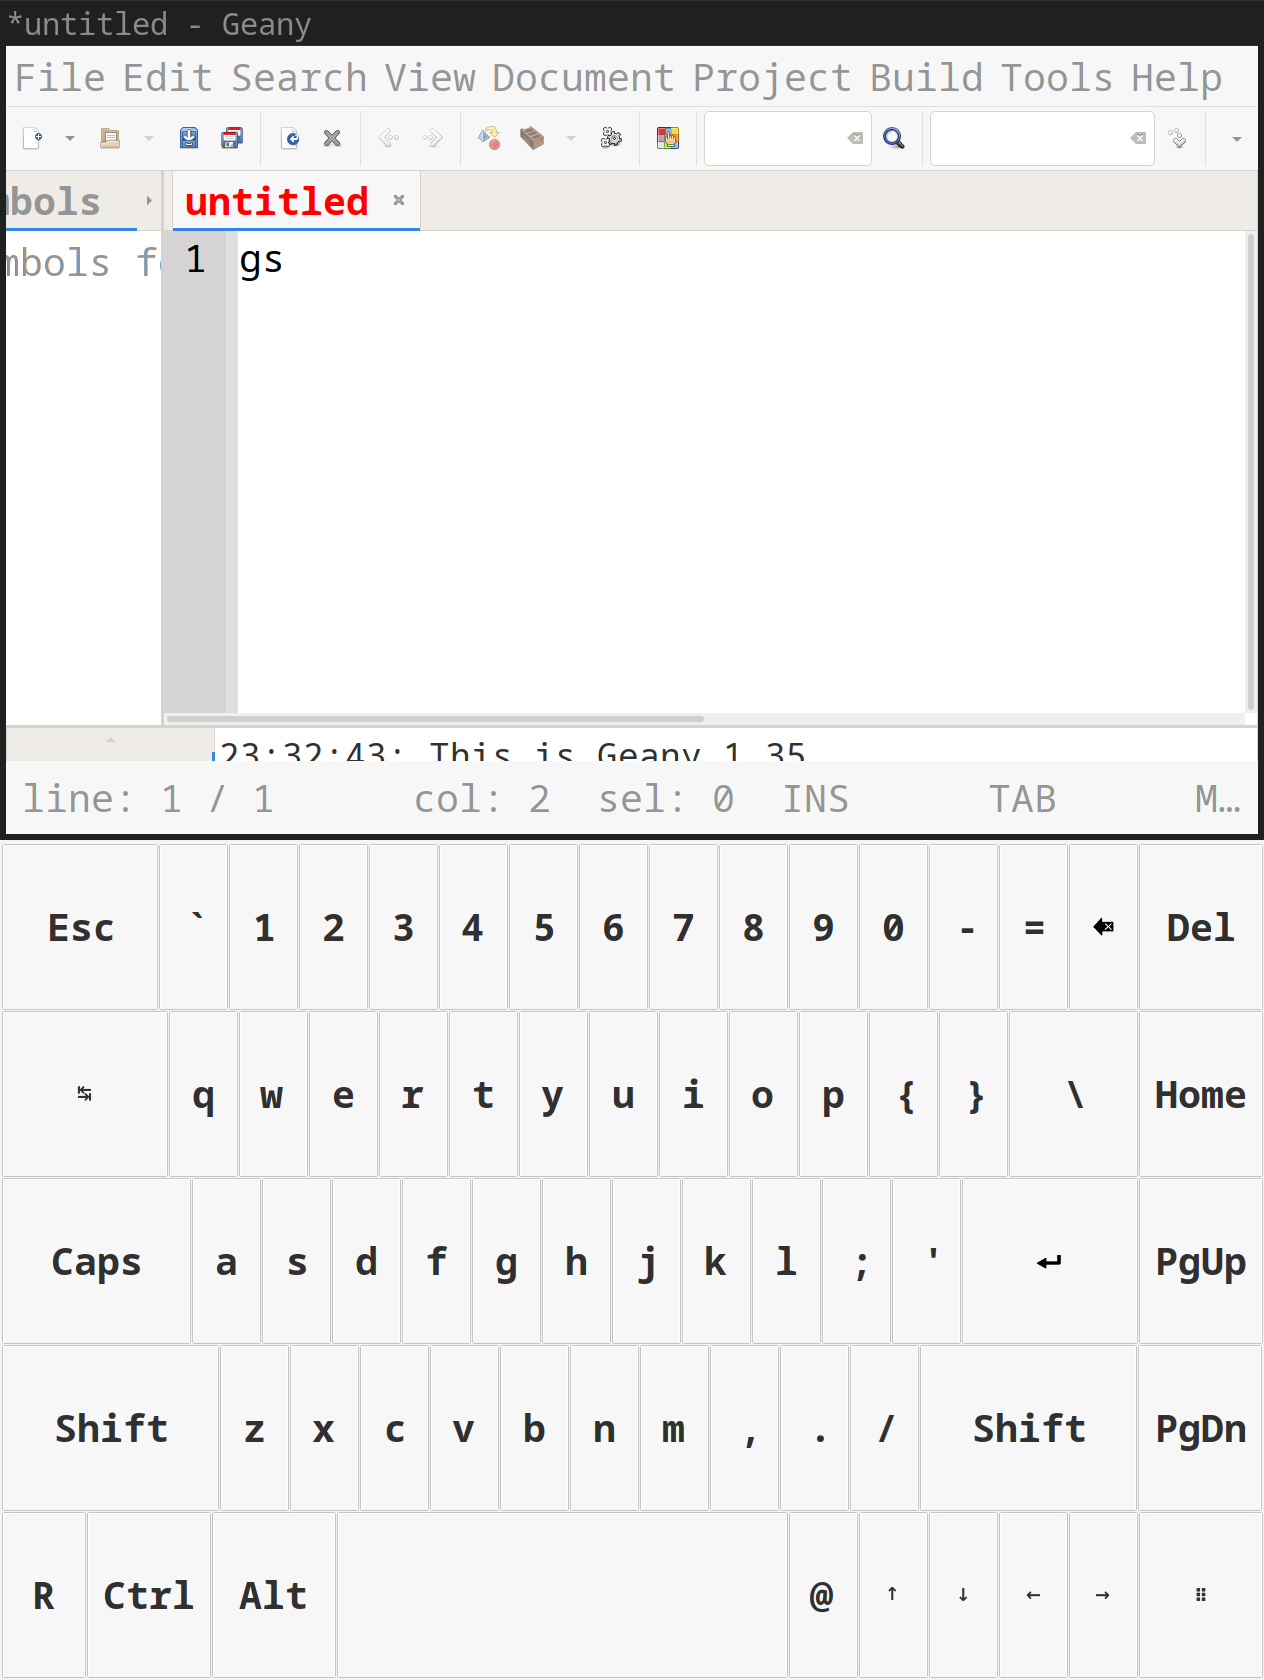 *untitled - Geany
File Edit Search View Document Project Build Tools Help
bols untitled
mbols f
1 gs
23:32:43: This is Geany 1.35
line: 1 / 1 col: 2 sel: 0 INS TAB M…
Esc ` 1 2 3 4 5 6 7 8 9 0 - = Del
q w e r t y u i o p { } \ Home
Caps a s d f g h j k l ; ' PgUp
Shift z x c v b n m , . / Shift PgDn
R Ctrl Alt @ ↑ ↓ ← →